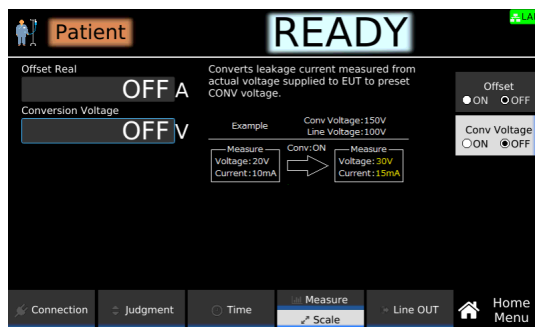 Patient
READY
LAN
Offset Real
OFF A
Conversion Voltage
OFF V
Converts leakage current measured from
actual voltage supplied to EUT to preset
CONV voltage.
Example
Conv Voltage:150V
Line Voltage:100V
Measure
Voltage:20V
Current:10mA
Conv:ON
Measure
Voltage:30V
Current:15mA
Offset
ON OFF
Conv Voltage
ON OFF
Connection
Judgment
Time
Measure
Scale
Line OUT
Home
Menu